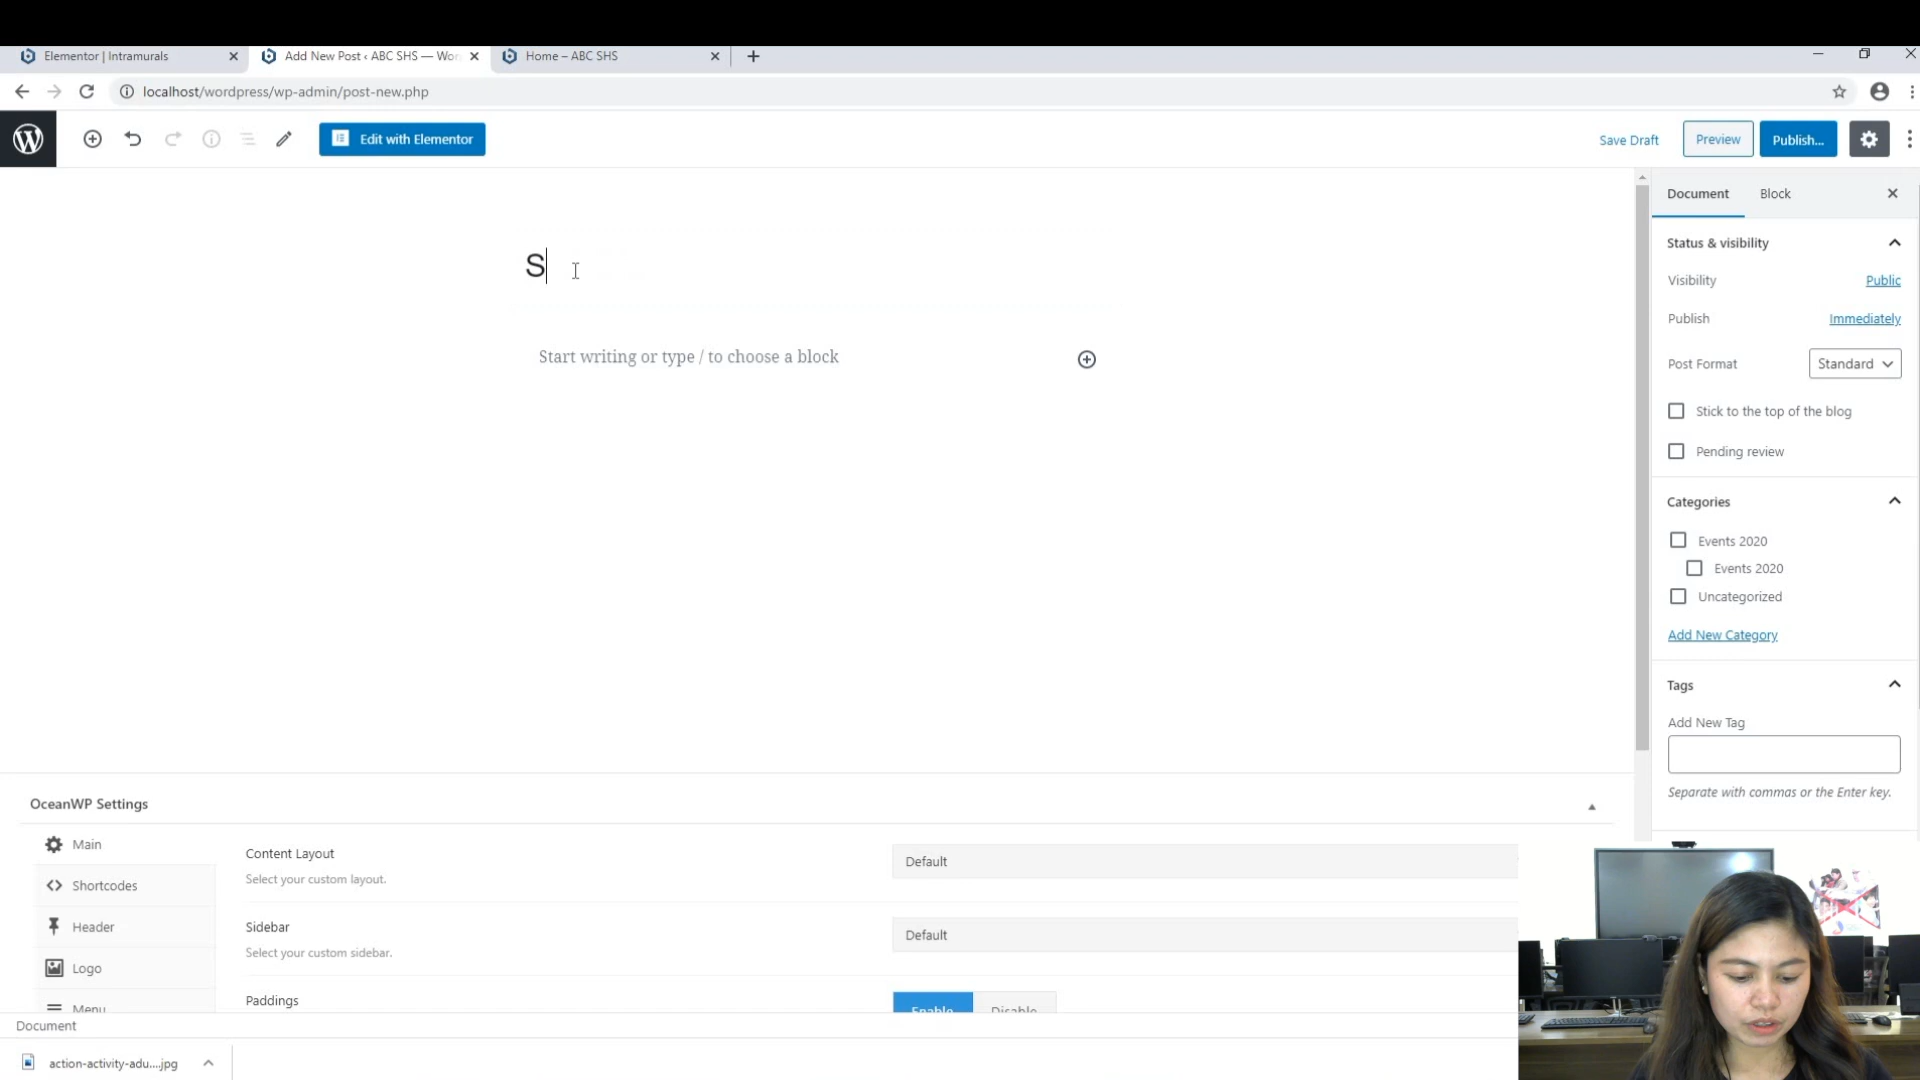 Elementor | Intramurals
Add New Post ‹ ABC SHS — Wor
Home – ABC SHS
localhost/wordpress/wp-admin/post-new.php
Edit with Elementor
Save Draft
Preview
Publish...
Document
Block
S
Start writing or type / to choose a block
Status & visibility
Visibility
Public
Publish
Immediately
Post Format
Standard
Stick to the top of the blog
Pending review
Categories
Events 2020
Events 2020
Uncategorized
Add New Category
Tags
Add New Tag
Separate with commas or the Enter key.
OceanWP Settings
Main
Shortcodes
Header
Logo
Menu
Content Layout
Select your custom layout.
Default
Sidebar
Select your custom sidebar.
Default
Paddings
Enable
Disable
Document
action-activity-adu....jpg